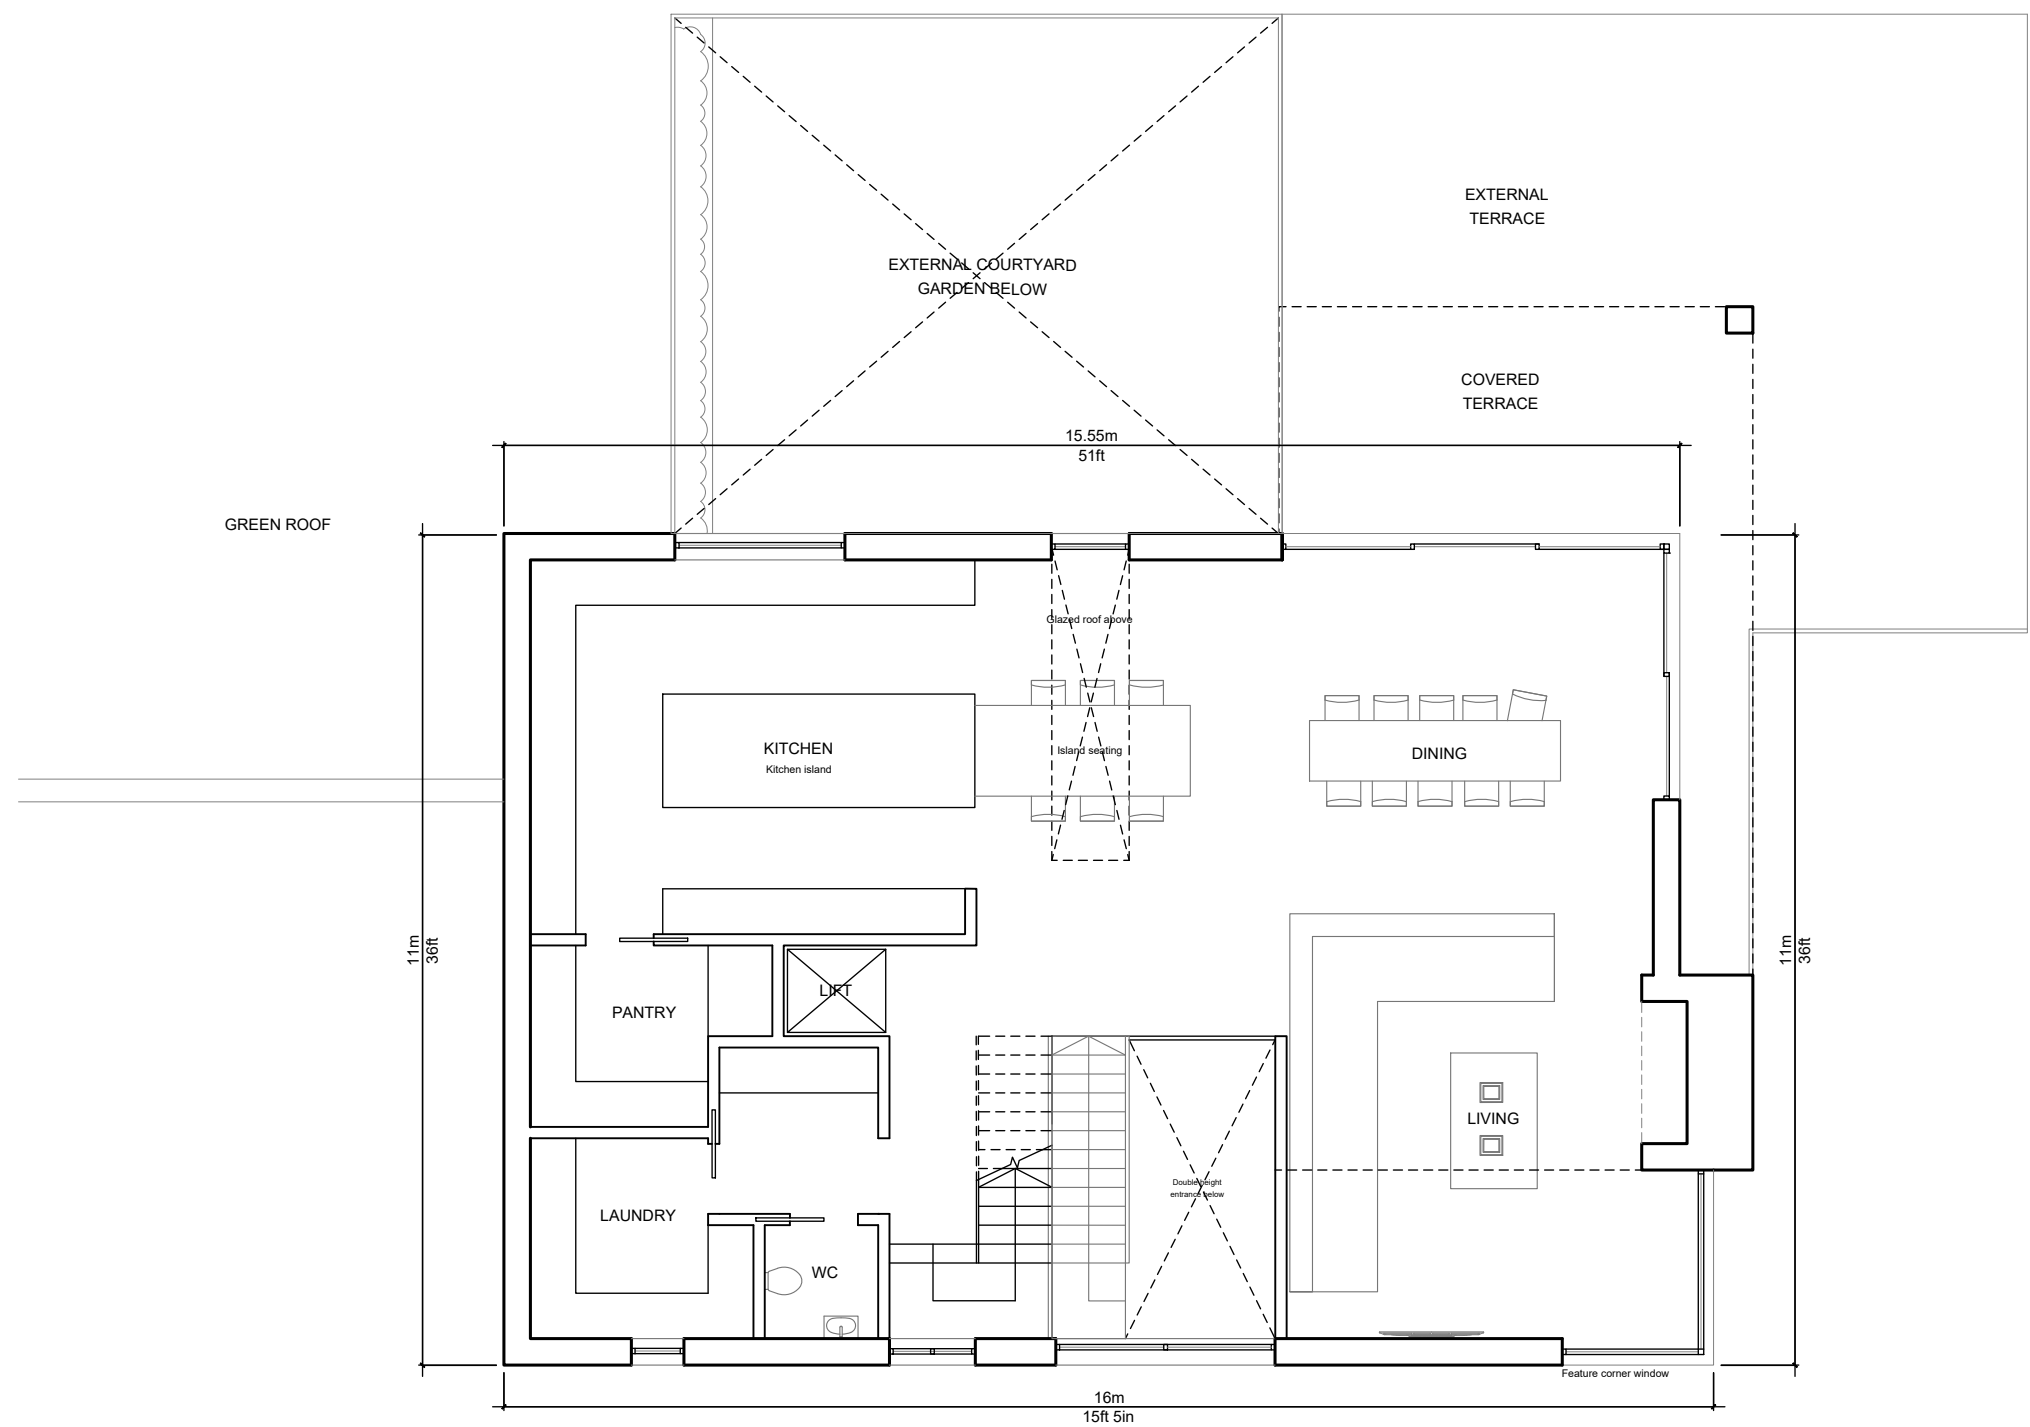 EXTERNAL
TERRACE
EXTERNAL COURTYARD
GARDEN BELOW
COVERED
TERRACE
15.55m
51ft
GREEN ROOF
Glazed roof above
KITCHEN
Kitchen island
Island seating
DINING
11m
36ft
11m
36ft
LIFT
PANTRY
LIVING
Double height
entrance below
LAUNDRY
WC
Feature corner window
16m
15ft 5in